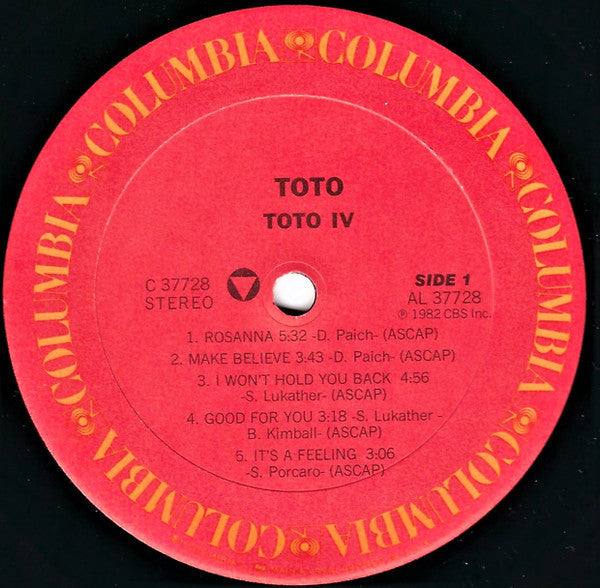 COLUMBIA COLUMBIA COLUMBIA COLUMBIA COLUMBIA COLUMBIA
TOTO
TOTO IV
C 37728
STEREO
SIDE 1
AL 37728
℗ 1982 CBS Inc.
1. ROSANNA 5:32 -D. Paich- (ASCAP)
2. MAKE BELIEVE 3:43 -D. Paich- (ASCAP)
3. I WON'T HOLD YOU BACK 4:56
-S. Lukather- (ASCAP)
4. GOOD FOR YOU 3:18 -S. Lukather -
B. Kimball- (ASCAP)
5. IT'S A FEELING 3:06
-S. Porcaro- (ASCAP)